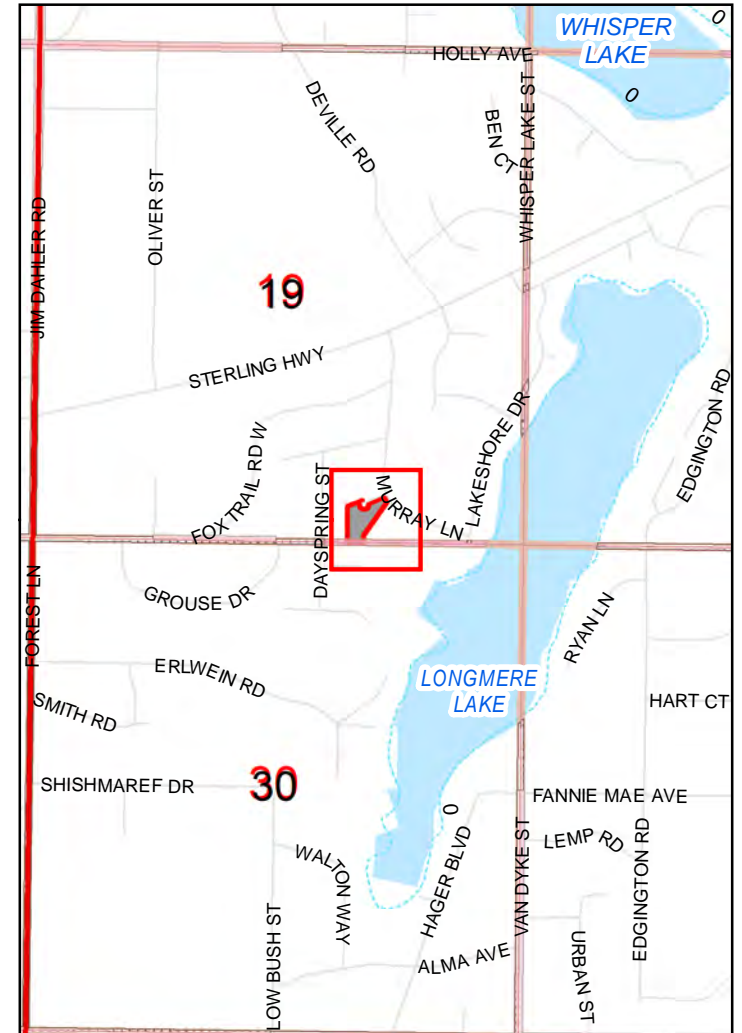 0
WHISPER
LAKE
HOLLY AVE
DEVILLE RD
0
BEN CT
WHISPER LAKE ST
OLIVER ST
JIM DAHLER RD
19
STERLING HWY
LAKESHORE DR
EDGINGTON RD
FOX TRAIL RD W
DAYSPRING ST
MURRAY LN
GROUSE DR
FOREST LN
RYAN LN
ERLWEIN RD
LONGMERE
LAKE
HART CT
SMITH RD
30
SHISHMAREF DR
FANNIE MAE AVE
0
LEMP RD
WALTON WAY
HAGER BLVD
VAN DYKE ST
EDGINGTON RD
LOW BUSH ST
ALMA AVE
URBAN ST